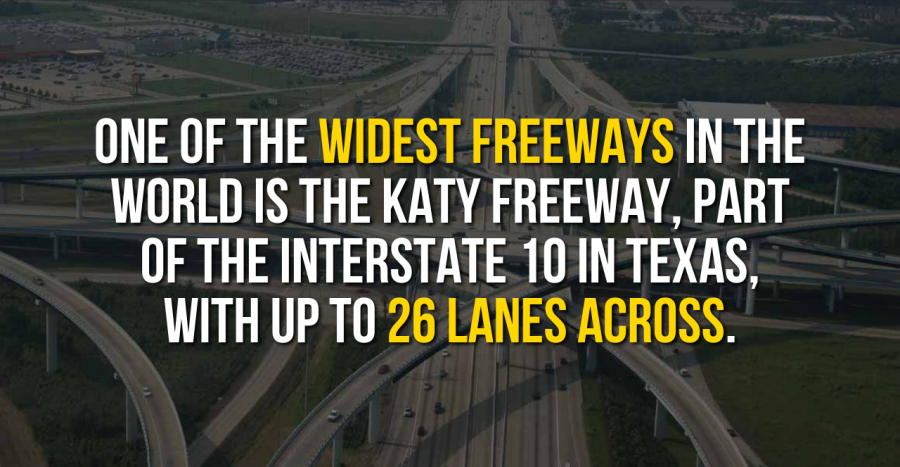 ONE OF THE WIDEST FREEWAYS IN THE
WORLD IS THE KATY FREEWAY, PART
OF THE INTERSTATE 10 IN TEXAS,
WITH UP TO 26 LANES ACROSS.